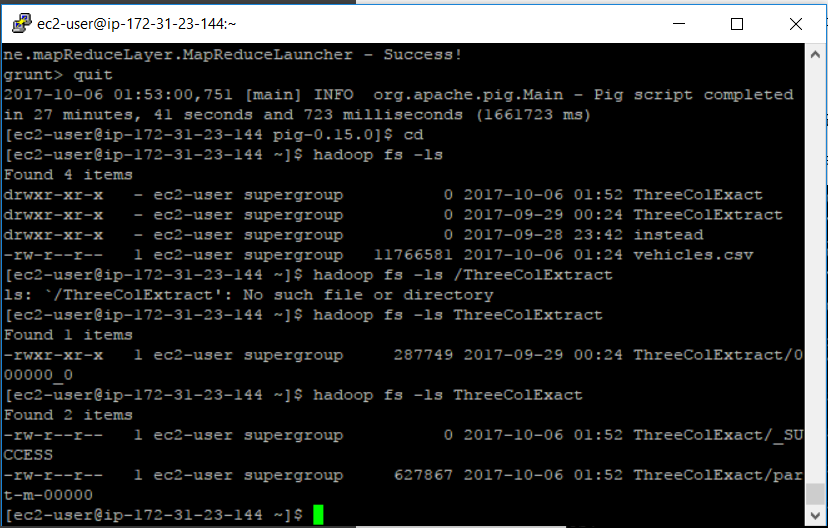 ec2-user@ip-172-31-23-144:~
ne.mapReduceLayer.MapReduceLauncher - Success!
grunt> quit
2017-10-06 01:53:00,751 [main] INFO  org.apache.pig.Main - Pig script completed
in 27 minutes, 41 seconds and 723 milliseconds (1661723 ms)
[ec2-user@ip-172-31-23-144 pig-0.15.0]$ cd
[ec2-user@ip-172-31-23-144 ~]$ hadoop fs -ls
Found 4 items
drwxr-xr-x   - ec2-user supergroup          0 2017-10-06 01:52 ThreeColExact
drwxr-xr-x   - ec2-user supergroup          0 2017-09-29 00:24 ThreeColExtract
drwxr-xr-x   - ec2-user supergroup          0 2017-09-28 23:42 instead
-rw-r--r--   1 ec2-user supergroup   11766581 2017-10-06 01:24 vehicles.csv
[ec2-user@ip-172-31-23-144 ~]$ hadoop fs -ls /ThreeColExtract
ls: `/ThreeColExtract': No such file or directory
[ec2-user@ip-172-31-23-144 ~]$ hadoop fs -ls ThreeColExtract
Found 1 items
-rwxr-xr-x   1 ec2-user supergroup     287749 2017-09-29 00:24 ThreeColExtract/0
00000_0
[ec2-user@ip-172-31-23-144 ~]$ hadoop fs -ls ThreeColExact
Found 2 items
-rw-r--r--   1 ec2-user supergroup          0 2017-10-06 01:52 ThreeColExact/_SU
CCESS
-rw-r--r--   1 ec2-user supergroup     627867 2017-10-06 01:52 ThreeColExact/par
t-m-00000
[ec2-user@ip-172-31-23-144 ~]$